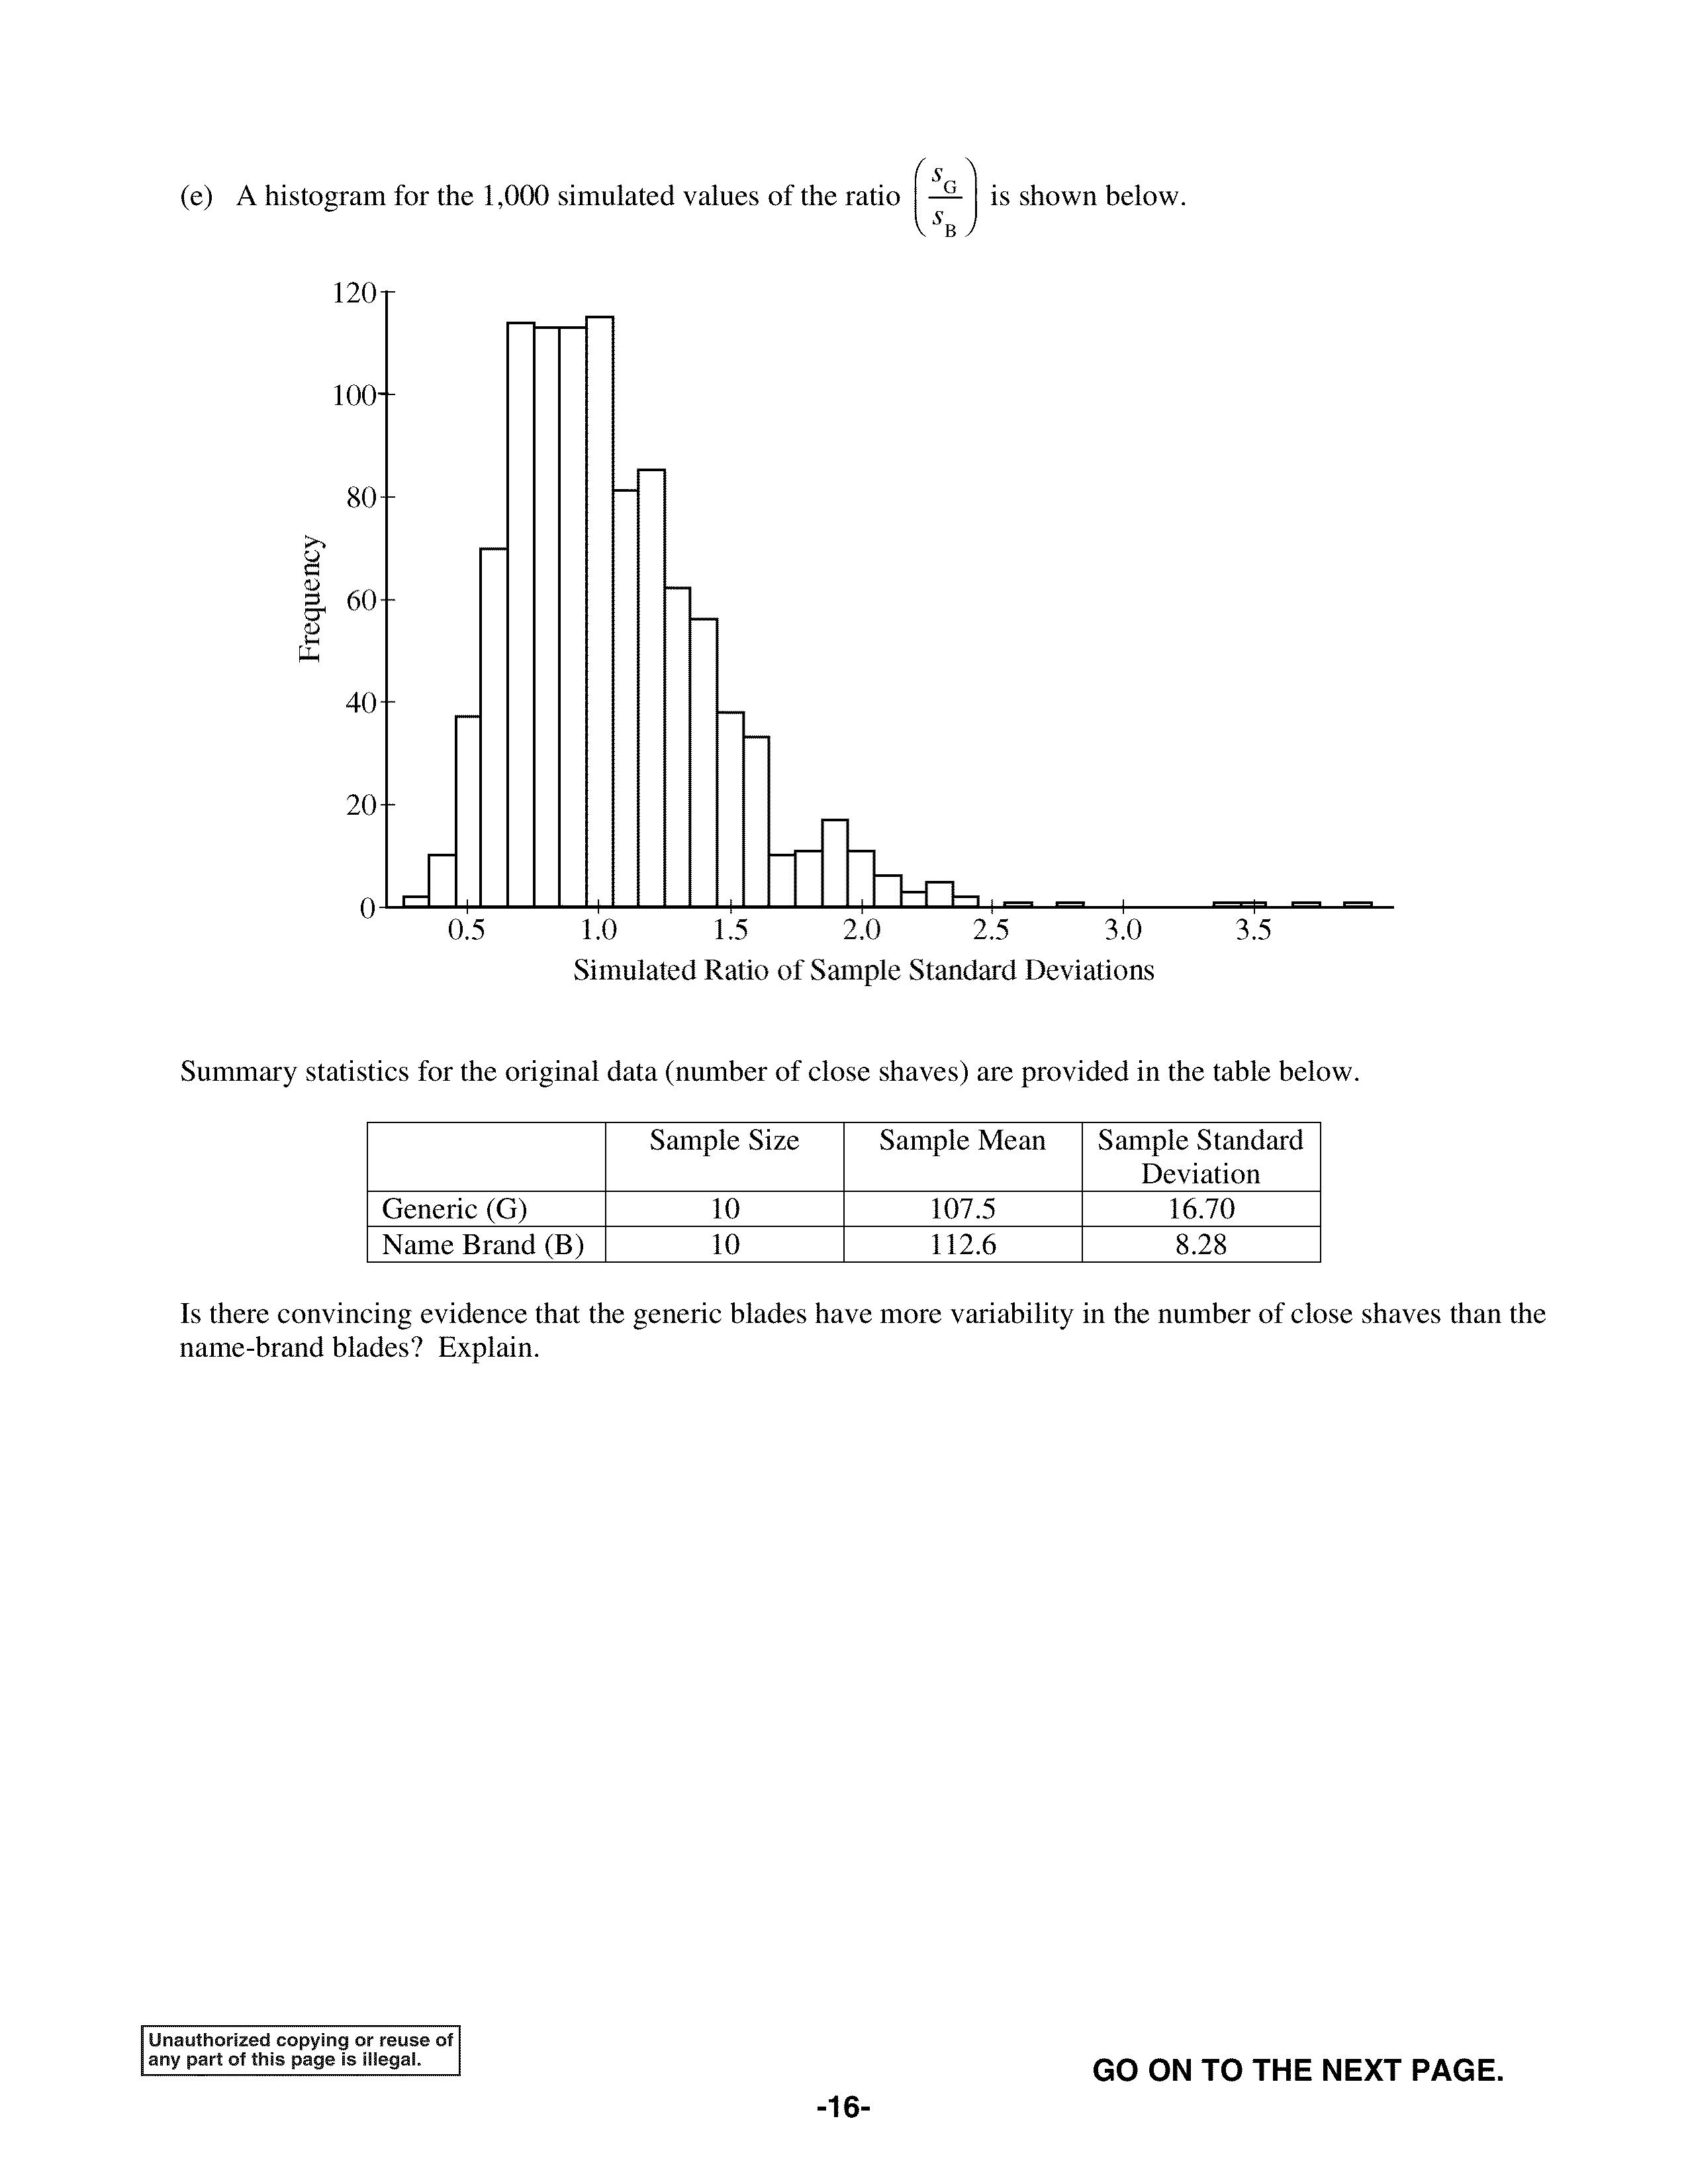 (e) A histogram for the 1,000 simulated values of the ratio (s_G / s_B) is shown below.
120
100
80
60
40
20
0
Frequency
0.5 1.0 1.5 2.0 2.5 3.0 3.5
Simulated Ratio of Sample Standard Deviations
Summary statistics for the original data (number of close shaves) are provided in the table below.
Sample Size Sample Mean Sample Standard
Deviation
Generic (G) 10 107.5 16.70
Name Brand (B) 10 112.6 8.28
Is there convincing evidence that the generic blades have more variability in the number of close shaves than the
name-brand blades? Explain.
Unauthorized copying or reuse of
any part of this page is illegal.
GO ON TO THE NEXT PAGE.
-16-